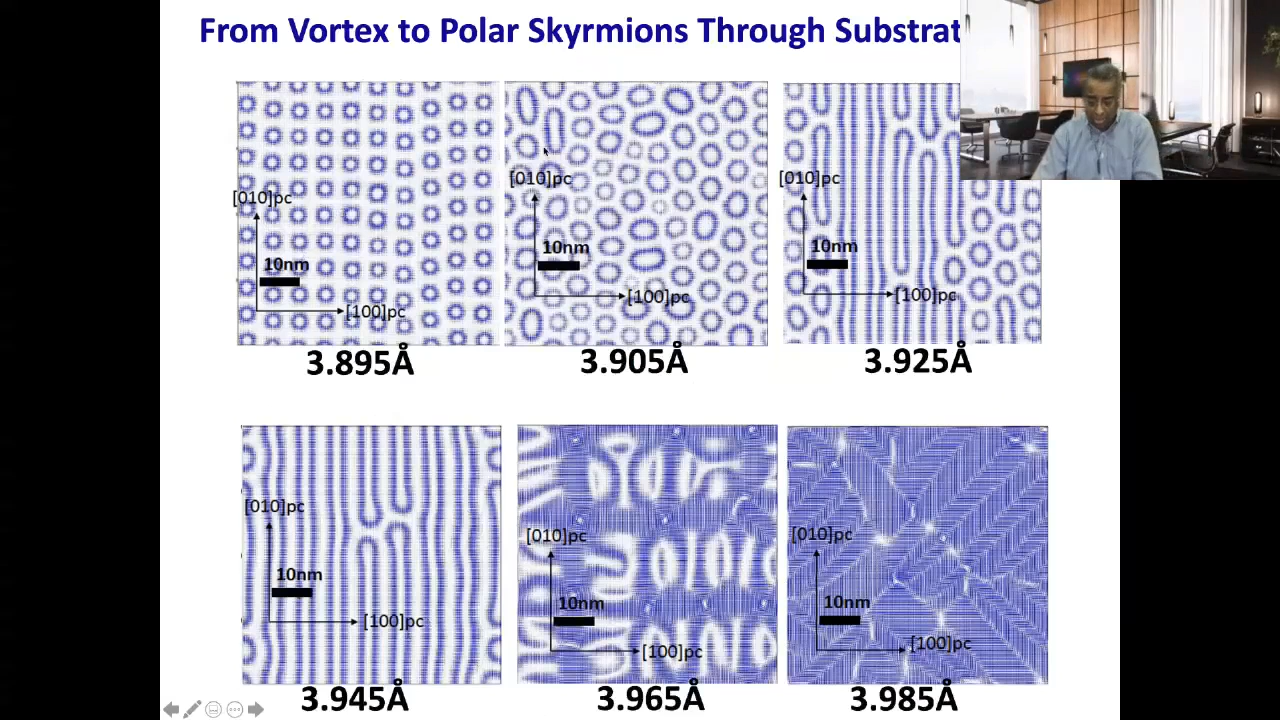 From Vortex to Polar Skyrmions Through Substrat
[010]pc
10nm
[100]pc
3.895Å
[010]pc
10nm
[100]pc
3.905Å
[010]pc
10nm
[100]pc
3.925Å
[010]pc
10nm
[100]pc
3.945Å
[010]pc
10nm
[100]pc
3.965Å
[010]pc
10nm
[100]pc
3.985Å